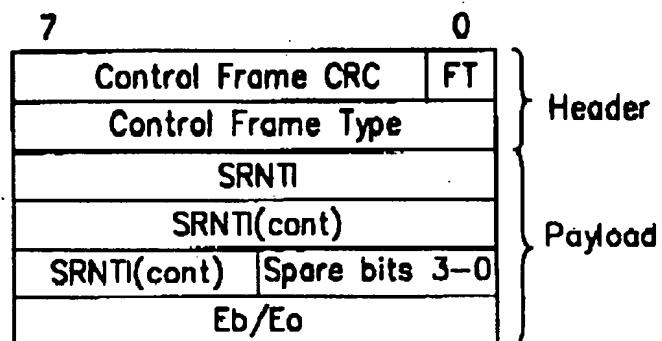 7 0
Control Frame CRC FT
Header
Control Frame Type
SRNTI
SRNTI(cont)
Payload
SRNTI(cont) Spare bits 3-0
Eb/Eo